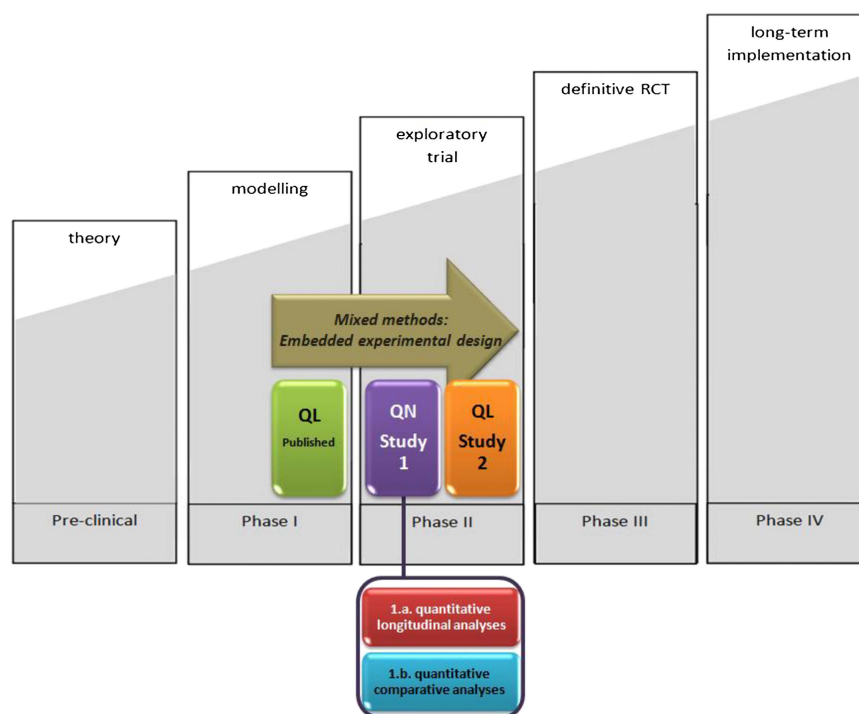 long-term
implementation
definitive RCT
exploratory
trial
modelling
theory
Mixed methods:
Embedded experimental design
QL
Published
QN
Study
1
QL
Study
2
Pre-clinical
Phase I
Phase II
Phase III
Phase IV
1.a. quantitative
longitudinal analyses
1.b. quantitative
comparative analyses